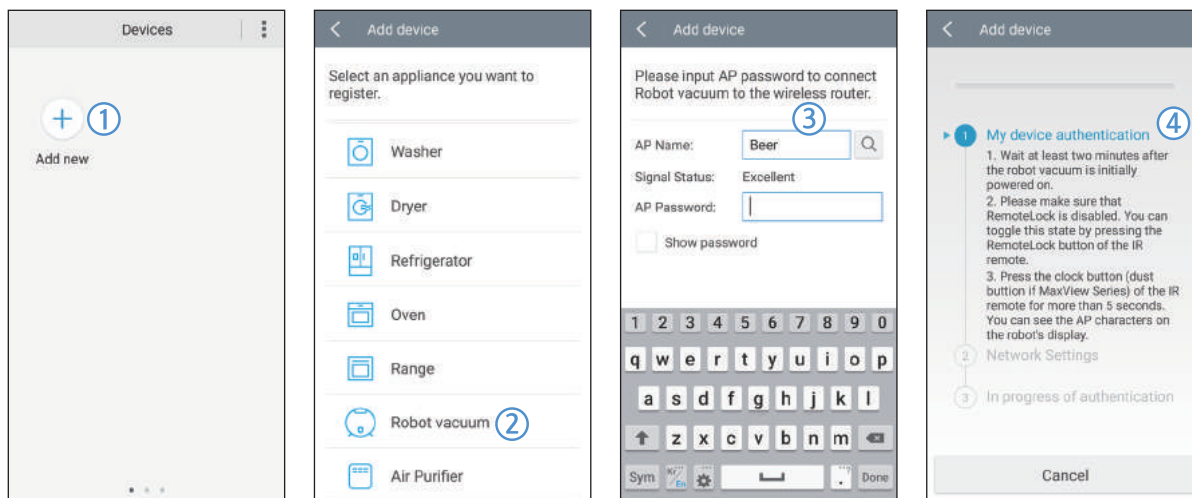 Devices
①
Add new
Add device
Select an appliance you want to
register.
Washer
Dryer
Refrigerator
Oven
Range
Robot vacuum ②
Air Purifier
Add device
Please input AP password to connect
Robot vacuum to the wireless router.
③
AP Name: Beer
Signal Status: Excellent
AP Password:
Show password
1 2 3 4 5 6 7 8 9 0
q w e r t y u i o p
a s d f g h j k l
z x c v b n m
Sym Kr/En . Done
Add device
④
1 My device authentication
1. Wait at least two minutes after
the robot vacuum is initially
powered on.
2. Please make sure that
RemoteLock is disabled. You can
toggle this state by pressing the
RemoteLock button of the IR
remote.
3. Press the clock button (dust
buttion if MaxView Series) of the IR
remote for more than 5 seconds.
You can see the AP characters on
the robot's display.
2 Network Settings
3 In progress of authentication
Cancel